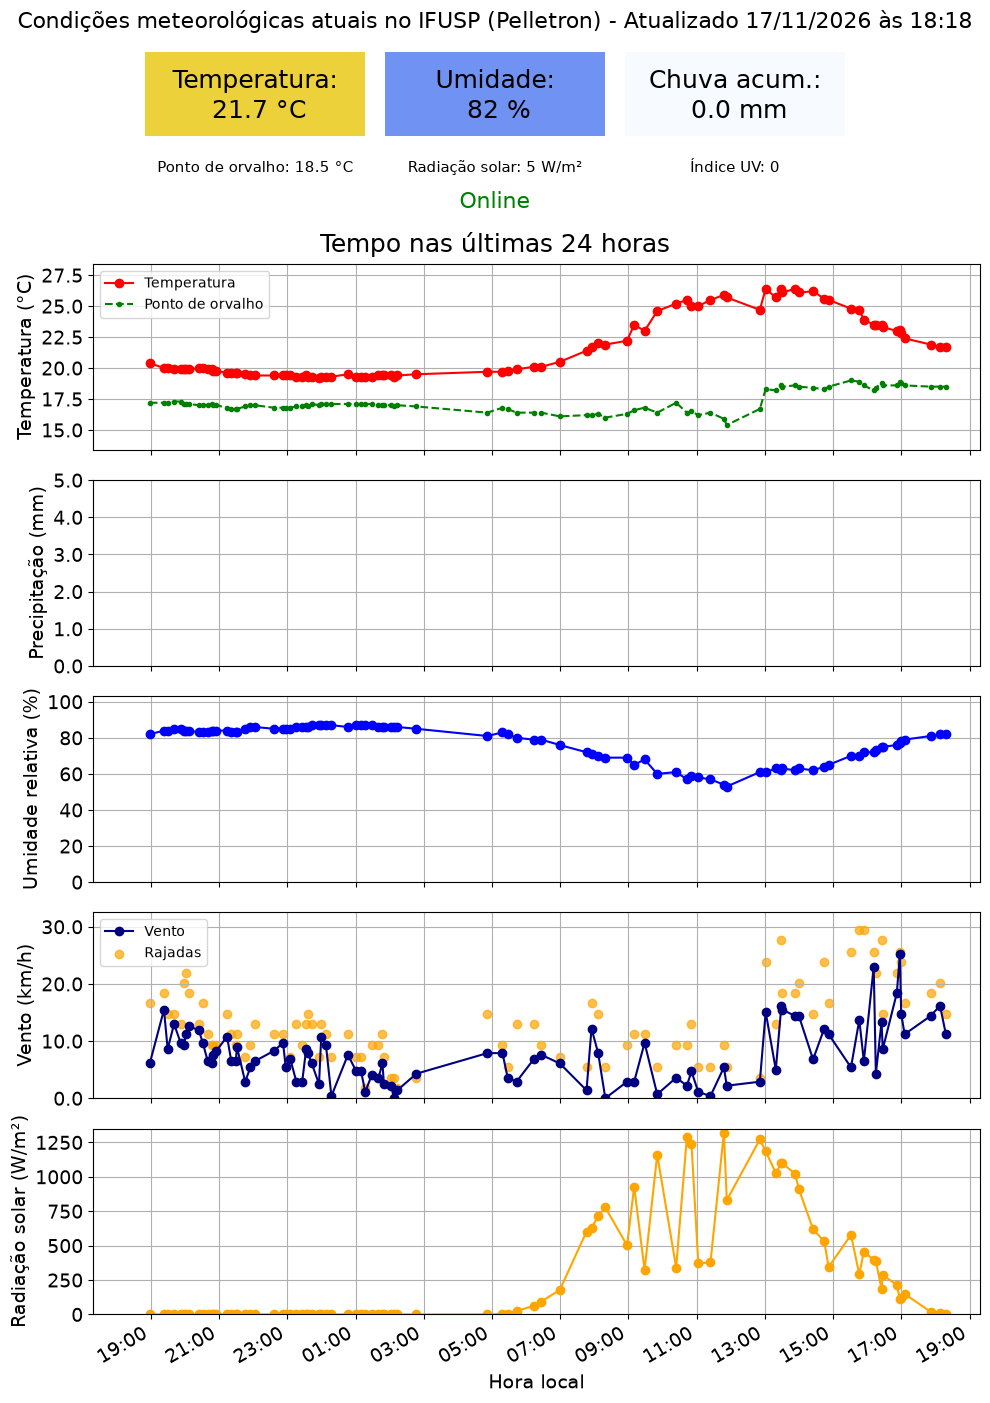 Condições meteorológicas atuais no IFUSP (Pelletron) - Atualizado 17/11/2026 às 18:18
Temperatura:
21.7 °C
Umidade:
82 %
Chuva acum.:
0.0 mm
Ponto de orvalho: 18.5 °C
Radiação solar: 5 W/m²
Índice UV: 0
Online
Tempo nas últimas 24 horas
Temperatura (°C)
27.5
25.0
22.5
20.0
17.5
15.0
Temperatura
Ponto de orvalho
Precipitação (mm)
5.0
4.0
3.0
2.0
1.0
0.0
Umidade relativa (%)
100
80
60
40
20
0
Vento (km/h)
30.0
20.0
10.0
0.0
Vento
Rajadas
Radiação solar (W/m²)
1250
1000
750
500
250
0
19:00
21:00
23:00
01:00
03:00
05:00
07:00
09:00
11:00
13:00
15:00
17:00
19:00
Hora local